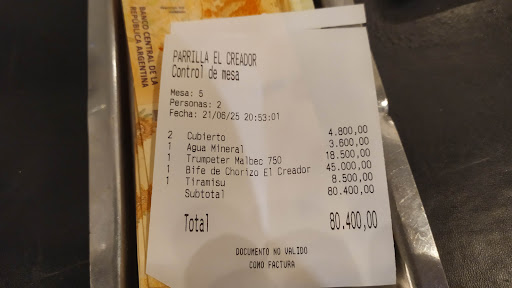 BANCO CENTRAL DE LA
REPÚBLICA ARGENTINA
PARRILLA EL CREADOR
Control de mesa
Mesa: 5
Personas: 2
Fecha: 21/06/25 20:53:01
2 Cubierto 4.800,00
1 Agua Mineral 3.600,00
1 Trumpeter Malbec 750 18.500,00
1 Bife de Chorizo El Creador 45.000,00
1 Tiramisu 8.500,00
Subtotal 80.400,00
Total 80.400,00
DOCUMENTO NO VALIDO
COMO FACTURA